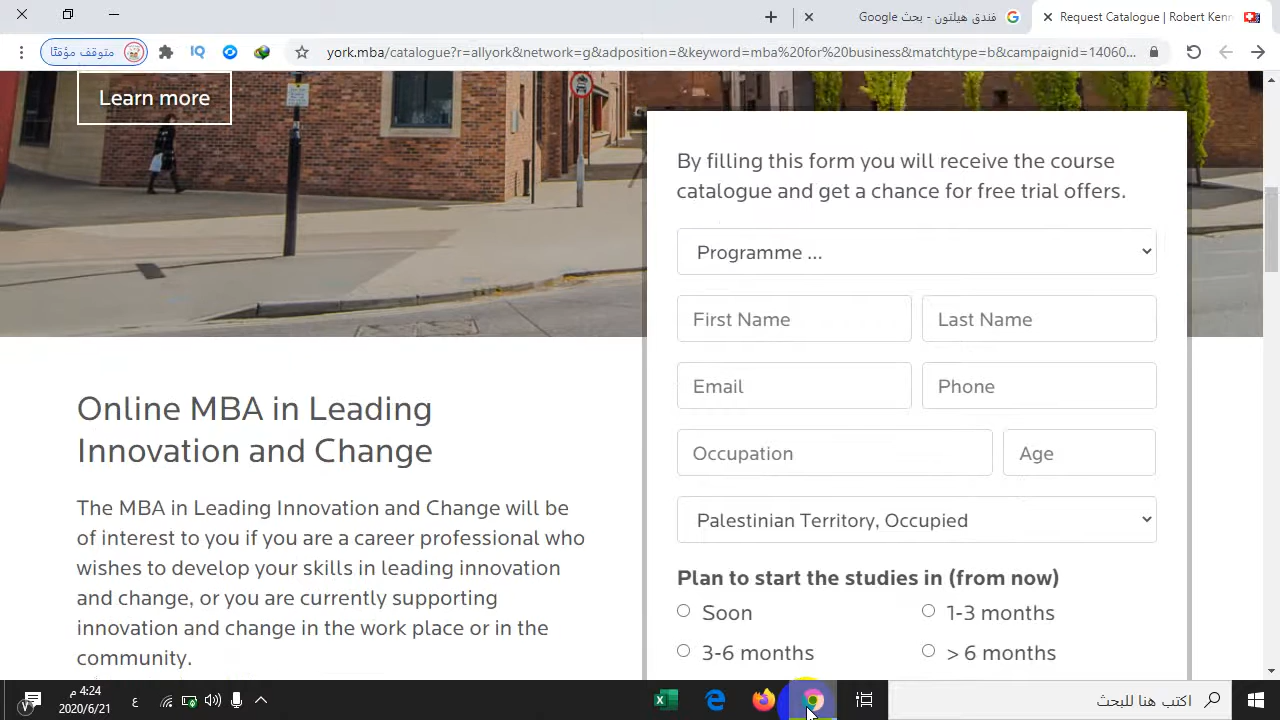 فندق هيلتون - بحث Google
Request Catalogue | Robert Kenn
متوقف مؤقتًا
york.mba/catalogue?r=allyork&network=g&adposition=&keyword=mba%20for%20business&matchtype=b&campaignid=14060...
Learn more
By filling this form you will receive the course
catalogue and get a chance for free trial offers.
Programme ...
First Name
Last Name
Email
Phone
Occupation
Age
Palestinian Territory, Occupied
Plan to start the studies in (from now)
Soon
1-3 months
3-6 months
> 6 months
Online MBA in Leading
Innovation and Change
The MBA in Leading Innovation and Change will be
of interest to you if you are a career professional who
wishes to develop your skills in leading innovation
and change, or you are currently supporting
innovation and change in the work place or in the
community.
4:24 م
2020/6/21
ع
اكتب هنا للبحث